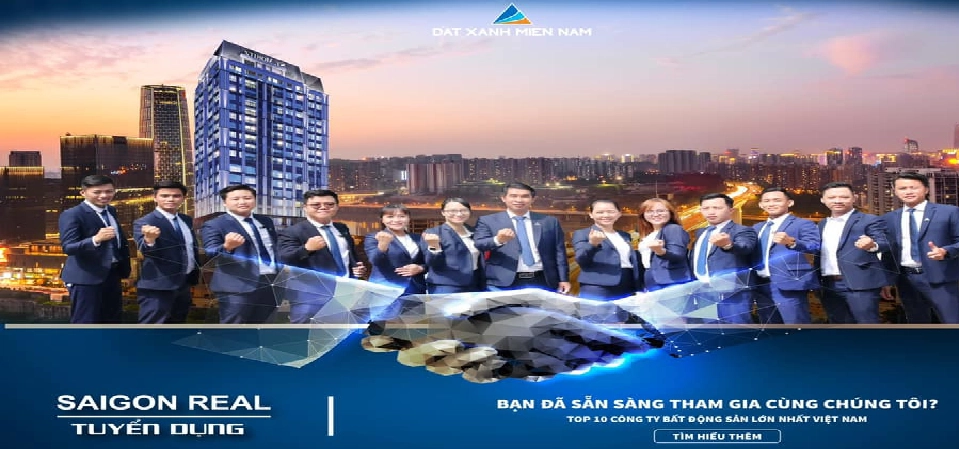 DAT XANH MIEN NAM
SAIGON REAL
TUYỂN DỤNG
BẠN ĐÃ SẴN SÀNG THAM GIA CÙNG CHÚNG TÔI?
TOP 10 CÔNG TY BẤT ĐỘNG SẢN LỚN NHẤT VIỆT NAM
TÌM HIỂU THÊM